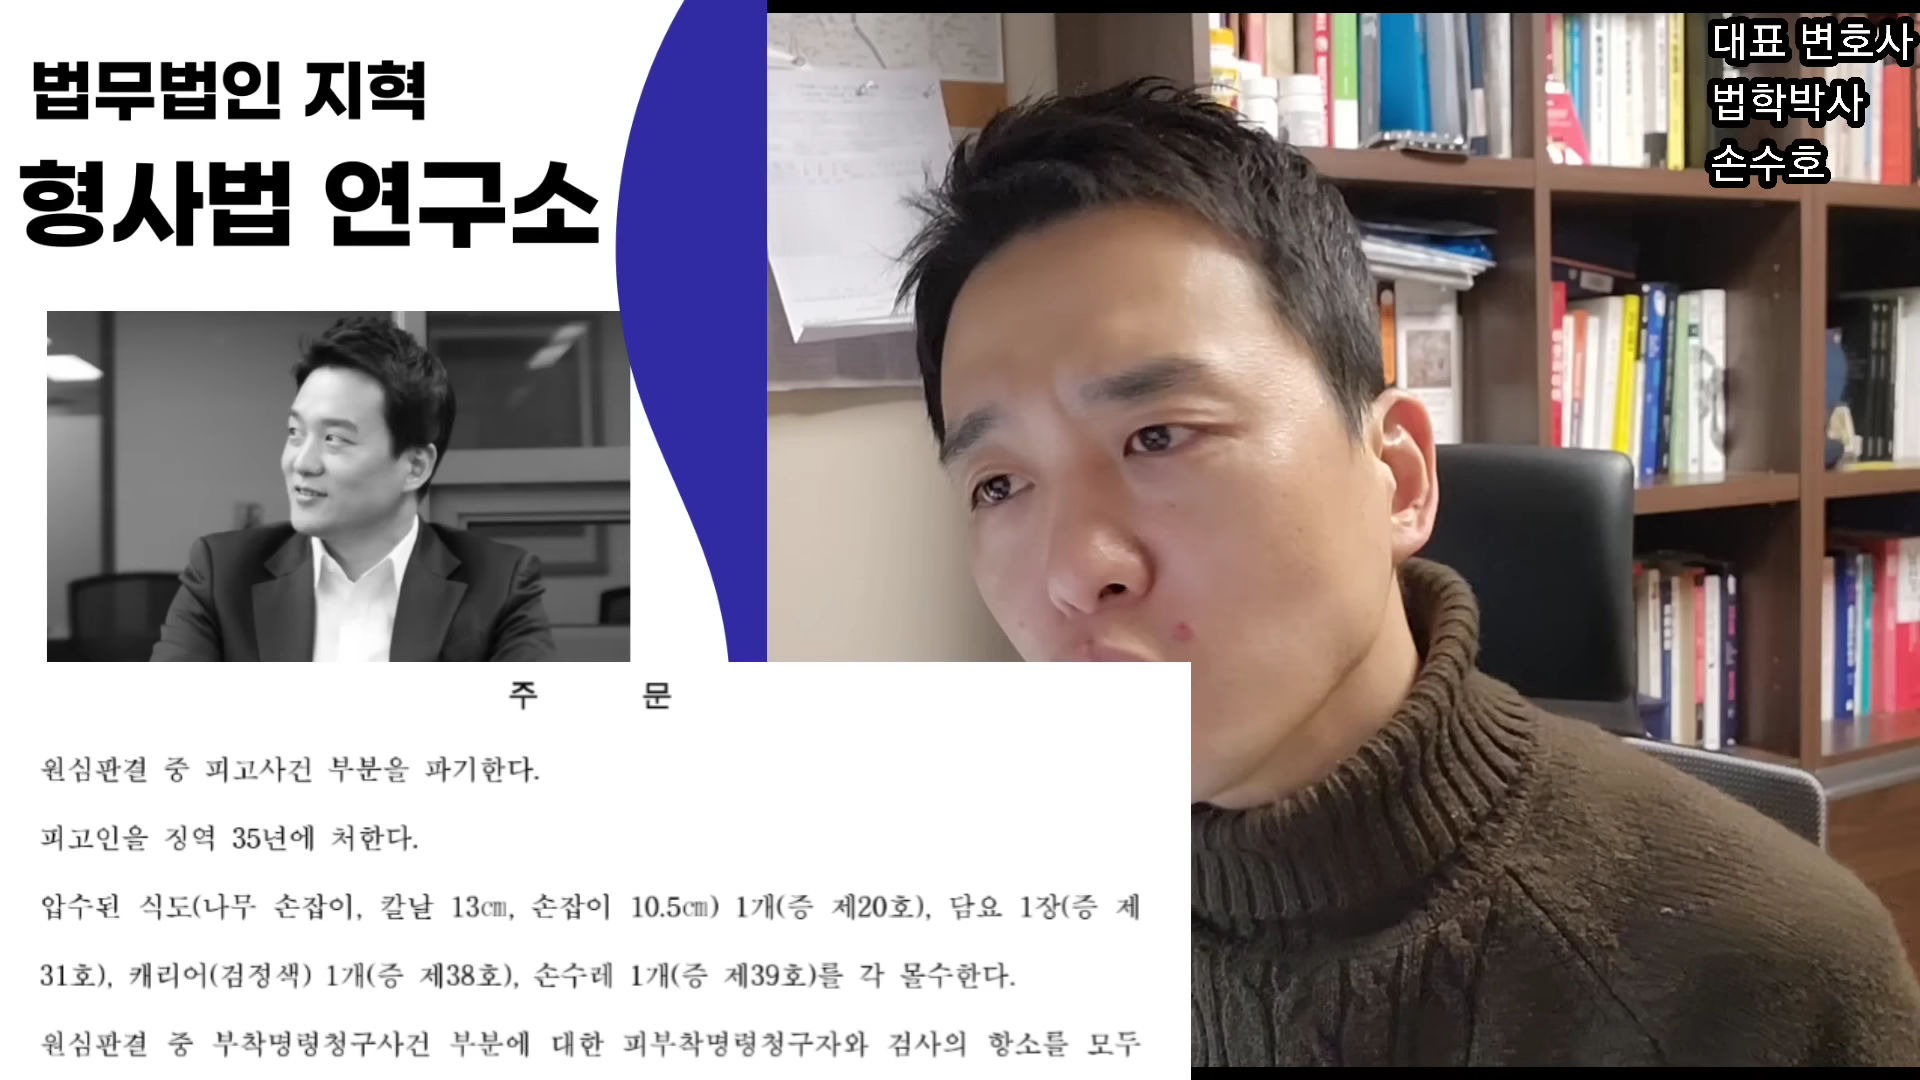 법무법인 지혁
형사법 연구소
대표 변호사
법학박사
손수호
주 문
원심판결 중 피고사건 부분을 파기한다.
피고인을 징역 35년에 처한다.
압수된 식도(나무 손잡이, 칼날 13㎝, 손잡이 10.5㎝) 1개(증 제20호), 담요 1장(증 제
31호), 캐리어(검정색) 1개(증 제38호), 손수레 1개(증 제39호)를 각 몰수한다.
원심판결 중 부착명령청구사건 부분에 대한 피부착명령청구자와 검사의 항소를 모두